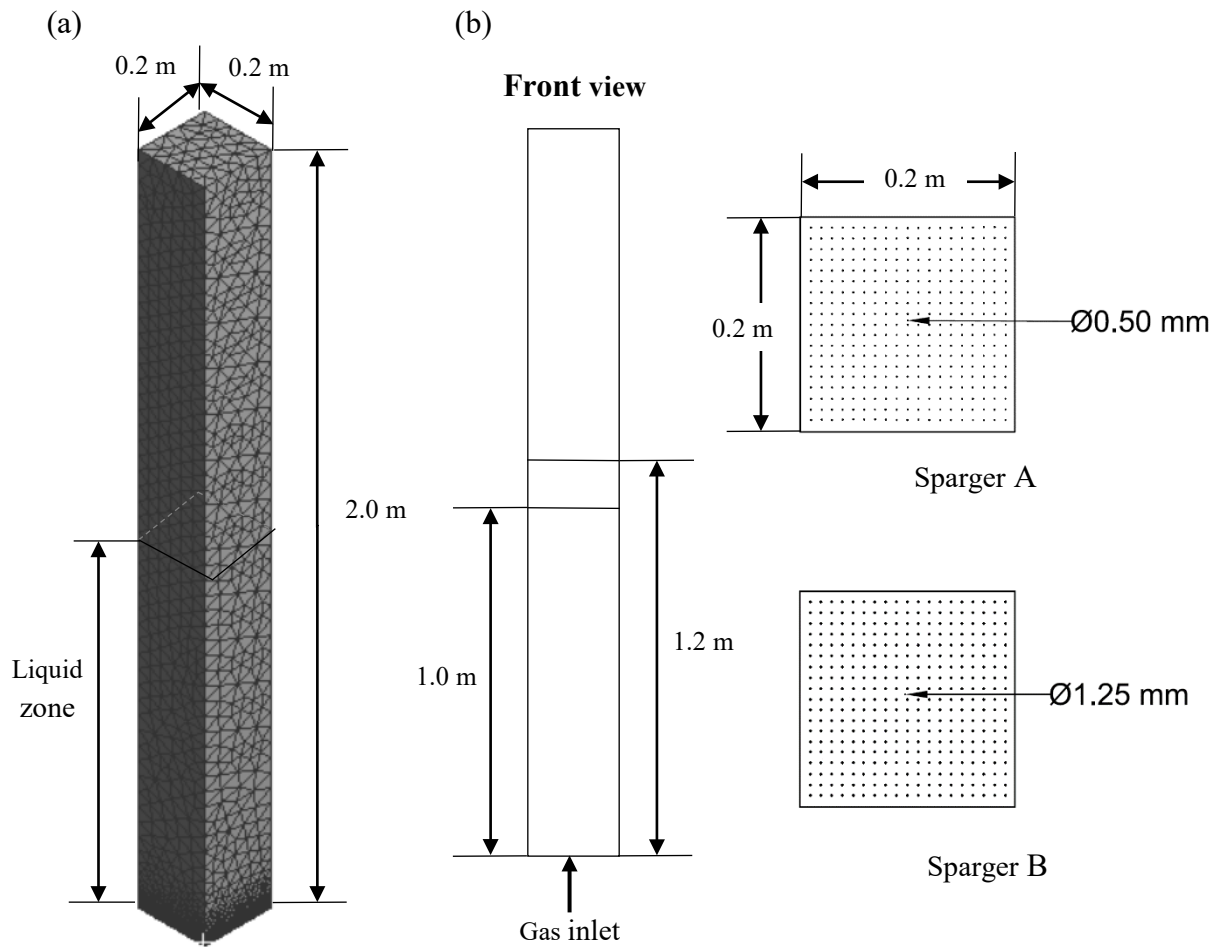 (a)
(b)
0.2 m
0.2 m
Front view
0.2 m
0.2 m
Ø0.50 mm
Sparger A
2.0 m
1.2 m
1.0 m
Liquid
zone
Ø1.25 mm
Sparger B
Gas inlet